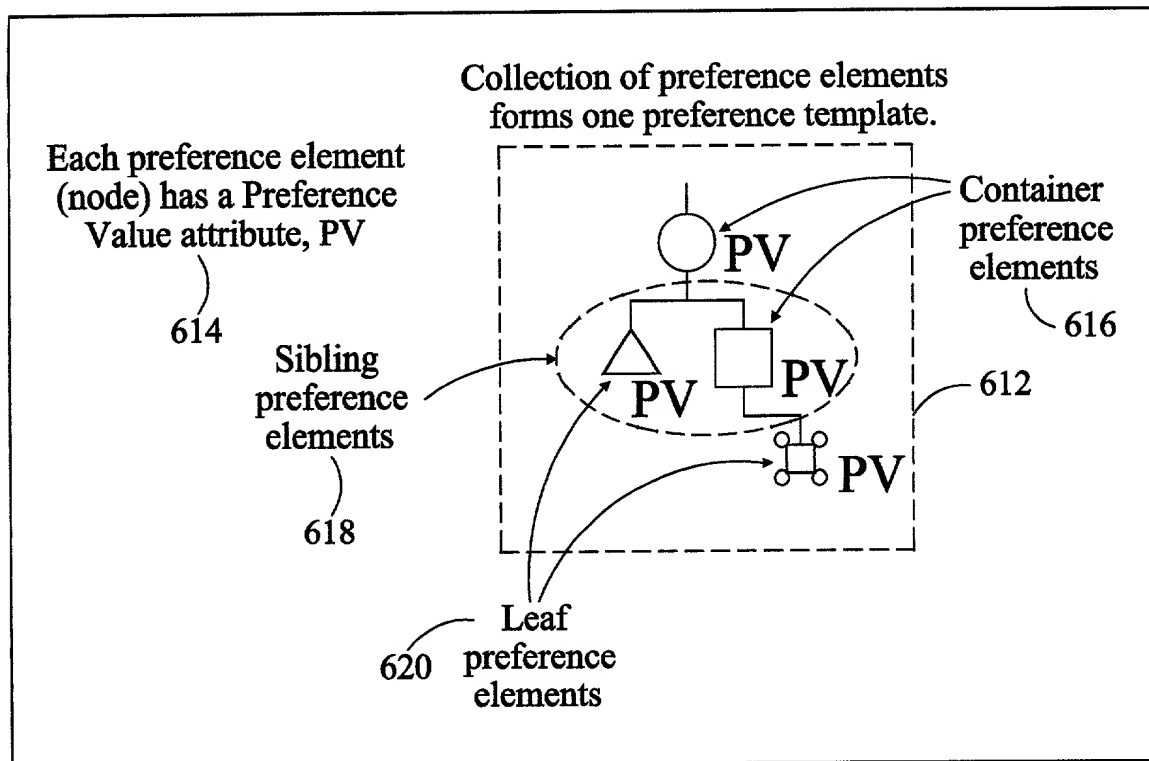 Collection of preference elements
forms one preference template.
Each preference element
(node) has a Preference
Value attribute, PV
614
Container
preference
elements
616
PV
PV
PV
PV
Sibling
preference
elements
618
612
Leaf
preference
elements
620